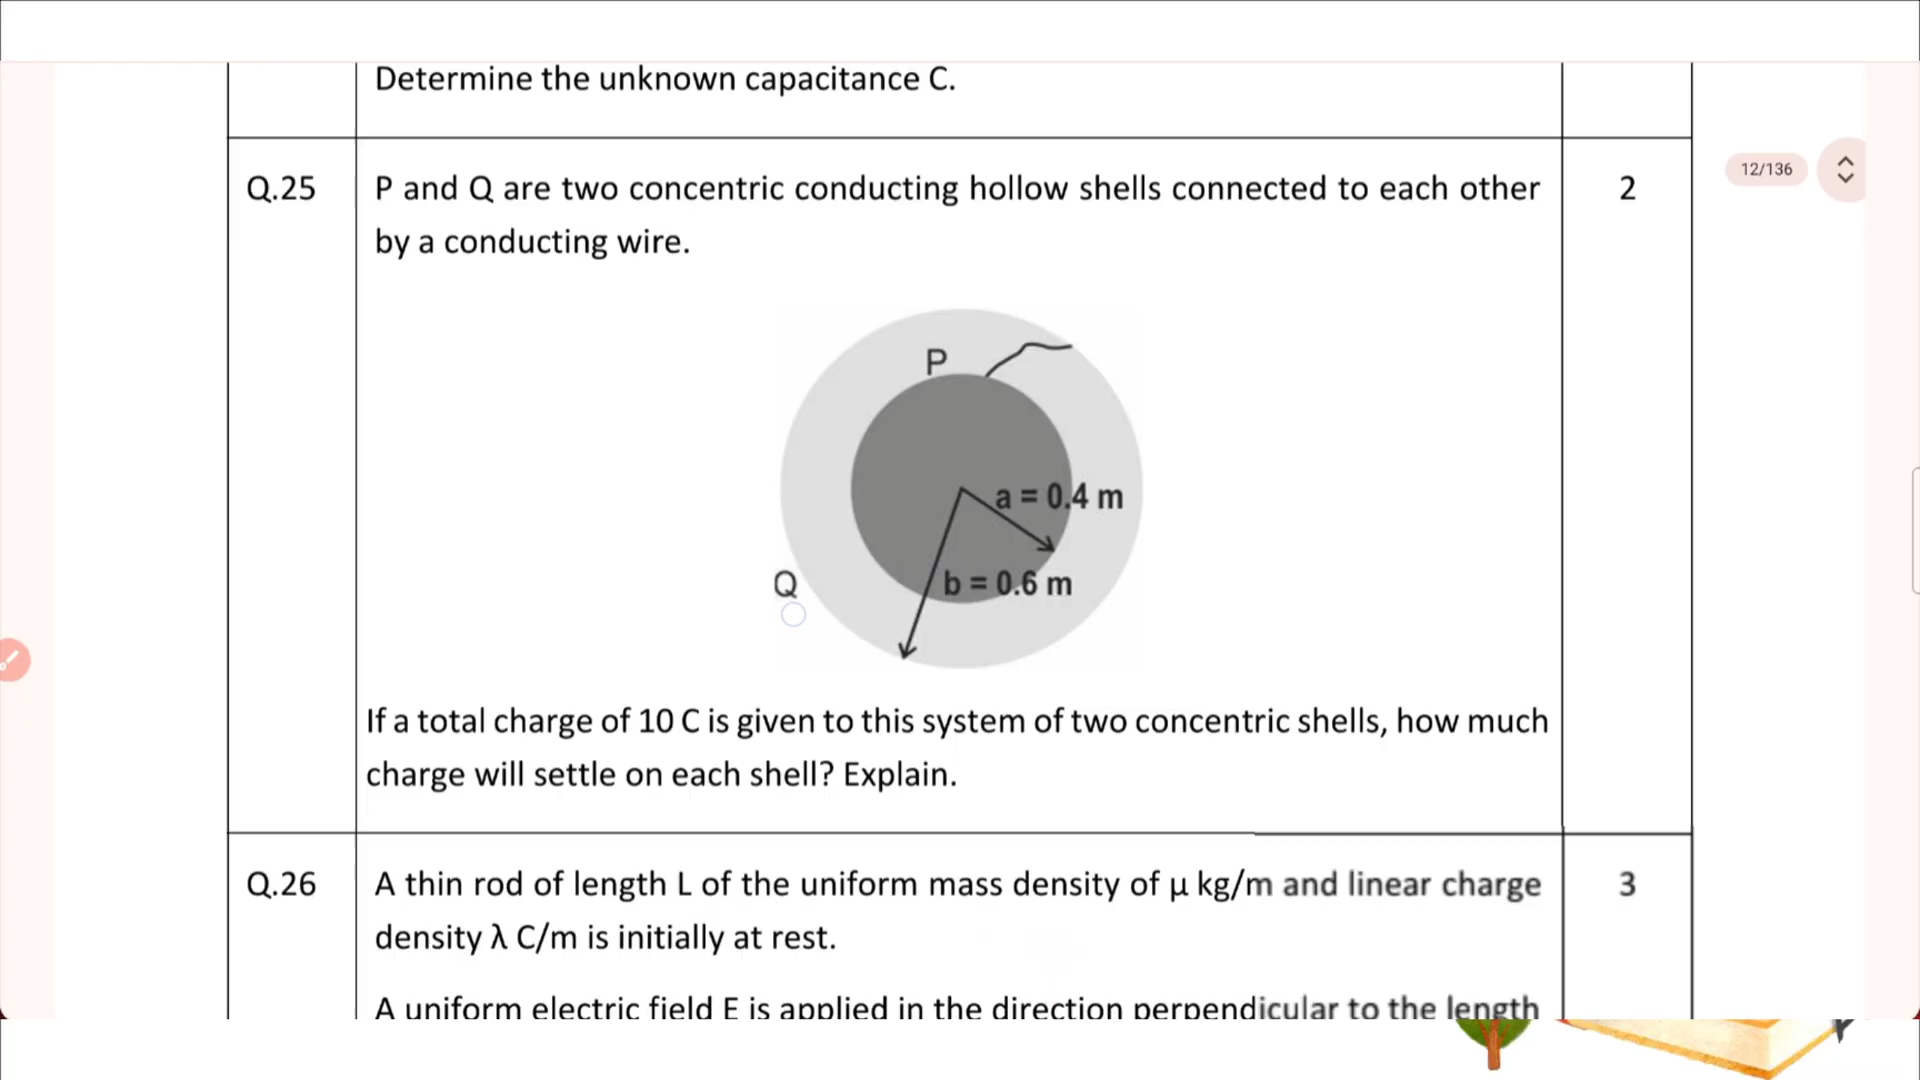 Determine the unknown capacitance C.
Q.25
P and Q are two concentric conducting hollow shells connected to each other
by a conducting wire.
2
12/136
P
a = 0.4 m
Q
b = 0.6 m
If a total charge of 10 C is given to this system of two concentric shells, how much
charge will settle on each shell? Explain.
Q.26
A thin rod of length L of the uniform mass density of μ kg/m and linear charge
density λ C/m is initially at rest.
3
A uniform electric field E is applied in the direction perpendicular to the length